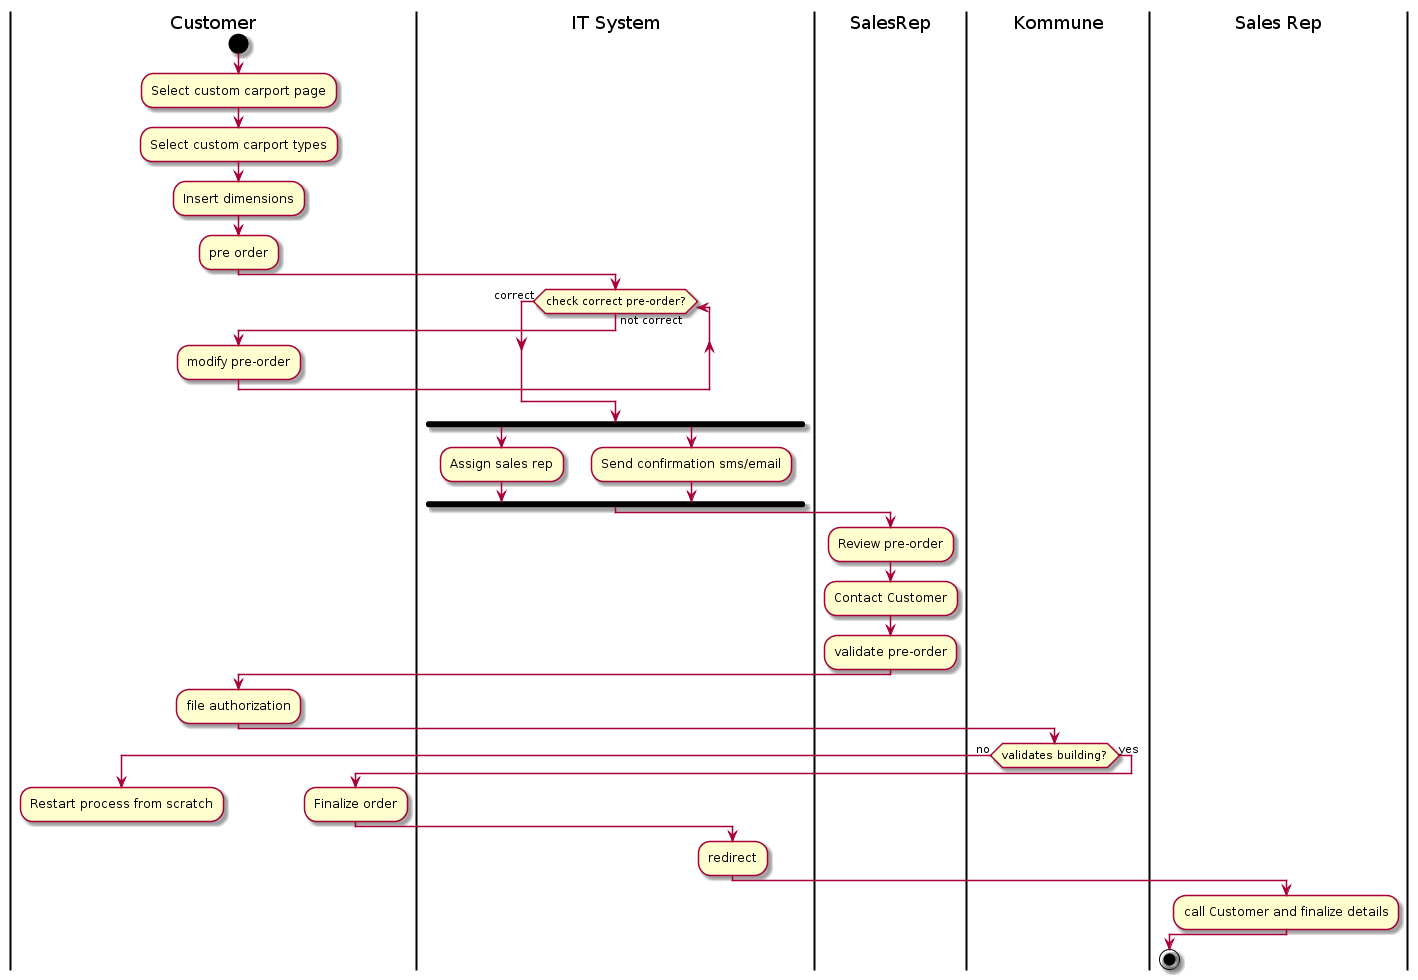 Customer
IT System
SalesRep
Kommune
Sales Rep
Select custom carport page
Select custom carport types
Insert dimensions
pre order
correct
check correct pre-order?
not correct
modify pre-order
Assign sales rep
Send confirmation sms/email
Review pre-order
Contact Customer
validate pre-order
file authorization
no
validates building?
yes
Restart process from scratch
Finalize order
redirect
call Customer and finalize details